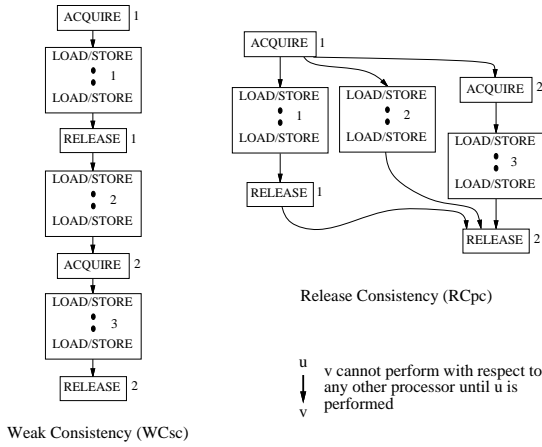 ACQUIRE 1
LOAD/STORE
1
LOAD/STORE
RELEASE 1
LOAD/STORE
2
LOAD/STORE
ACQUIRE 2
LOAD/STORE
3
LOAD/STORE
RELEASE 2
Weak Consistency (WCsc)
ACQUIRE 1
LOAD/STORE
1
LOAD/STORE
RELEASE 1
LOAD/STORE
2
LOAD/STORE
ACQUIRE 2
LOAD/STORE
3
LOAD/STORE
RELEASE 2
Release Consistency (RCpc)
u
v
v cannot perform with respect to
any other processor until u is
performed